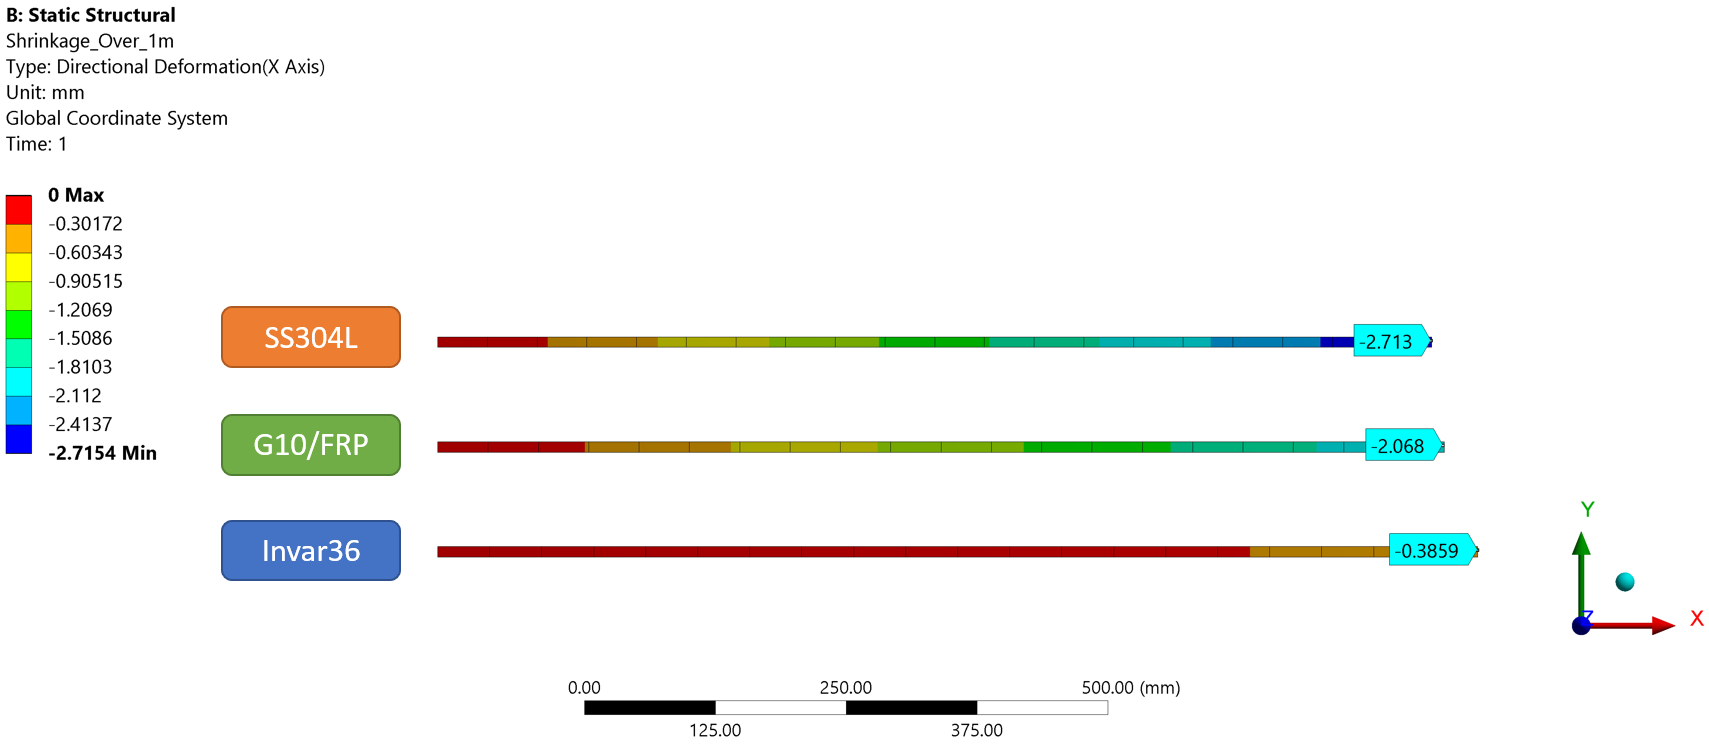 B: Static Structural
Shrinkage_Over_1m
Type: Directional Deformation(X Axis)
Unit: mm
Global Coordinate System
Time: 1
0 Max
-0.30172
-0.60343
-0.90515
-1.2069
-1.5086
-1.8103
-2.112
-2.4137
-2.7154 Min
SS304L
-2.713
G10/FRP
-2.068
Invar36
-0.3859
Y
Z
X
0.00 250.00 500.00 (mm)
125.00 375.00